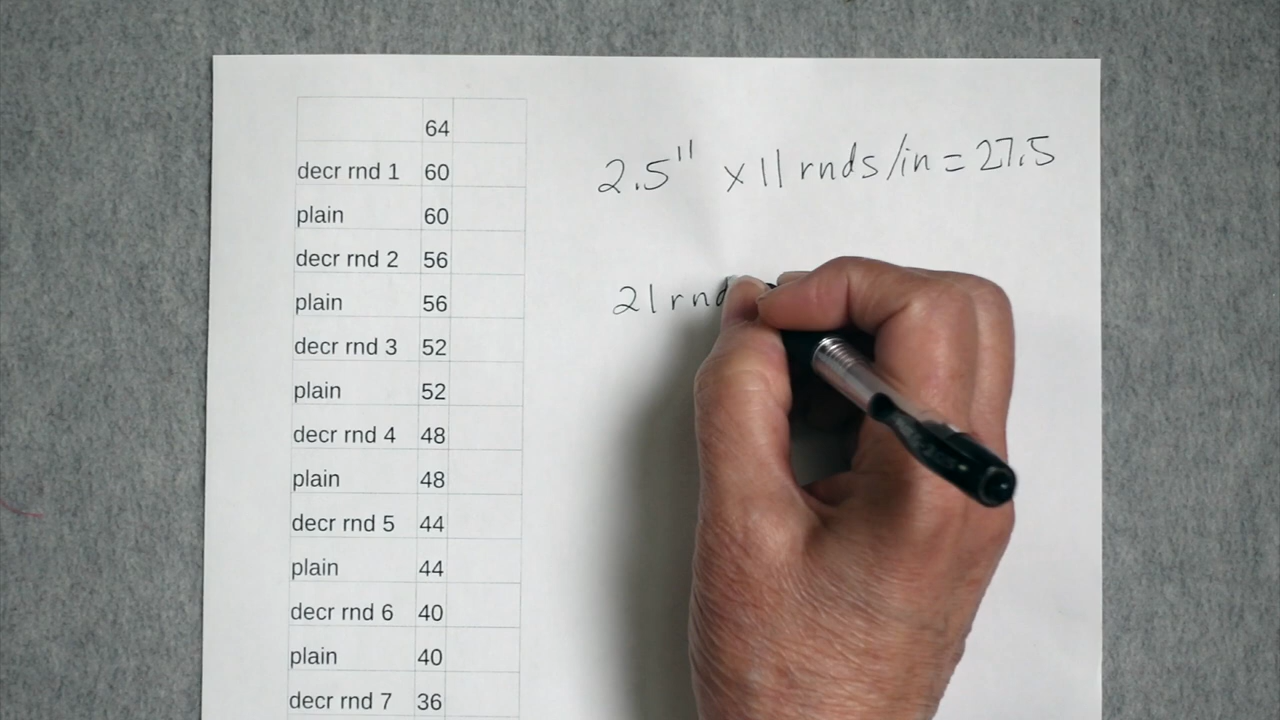 64
decr rnd 1 60
plain 60
decr rnd 2 56
plain 56
decr rnd 3 52
plain 52
decr rnd 4 48
plain 48
decr rnd 5 44
plain 44
decr rnd 6 40
plain 40
decr rnd 7 36
2.5" x 11 rnds/in = 27.5
21 rnd